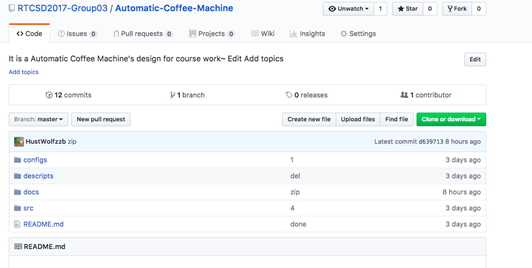 RTCSD2017-Group03 / Automatic-Coffee-Machine
Unwatch 1 Star 0 Fork 0
Code Issues 0 Pull requests 0 Projects 0 Wiki Insights Settings
It is a Automatic Coffee Machine's design for course work~ Edit Add topics Edit
Add topics
12 commits 1 branch 0 releases 1 contributor
Branch: master New pull request Create new file Upload files Find file Clone or download
HustWolfzzb zip Latest commit d639713 8 hours ago
configs 1 3 days ago
descripts del 3 days ago
docs zip 8 hours ago
src 4 3 days ago
README.md done 3 days ago
README.md